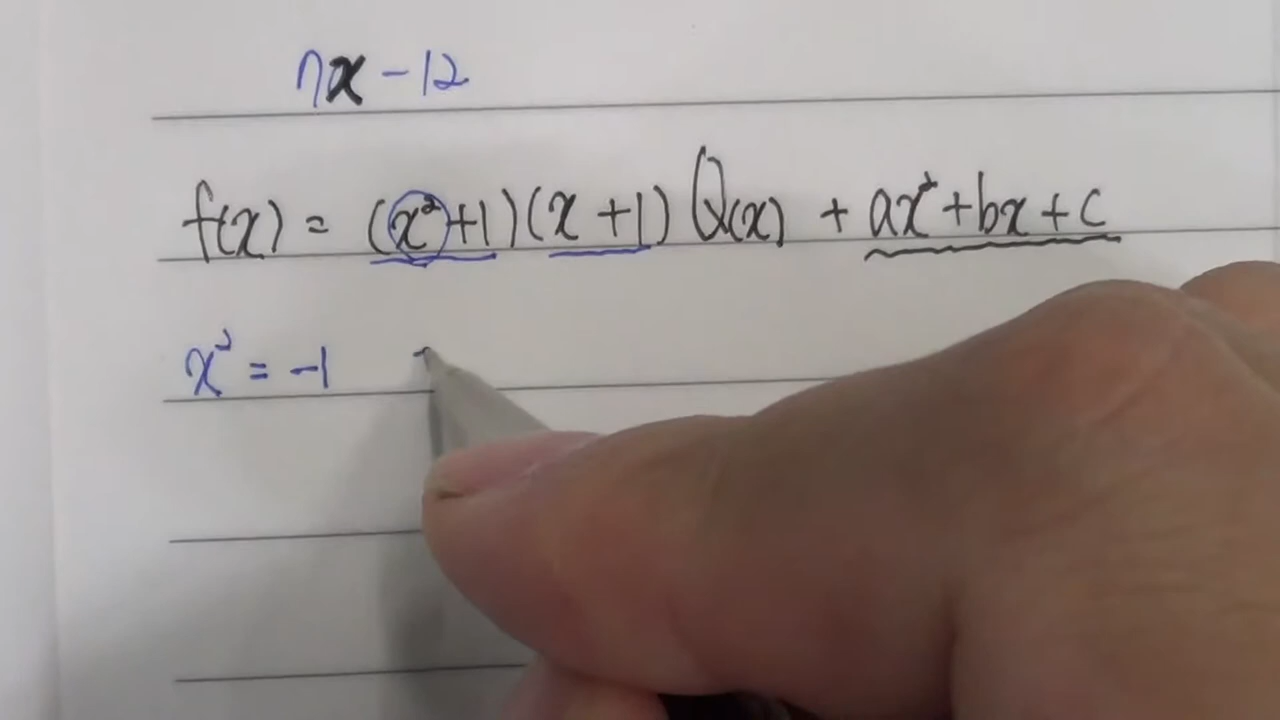 7x - 12
f(x) = (x²+1)(x+1) Q(x) + ax²+bx+c
x² = -1